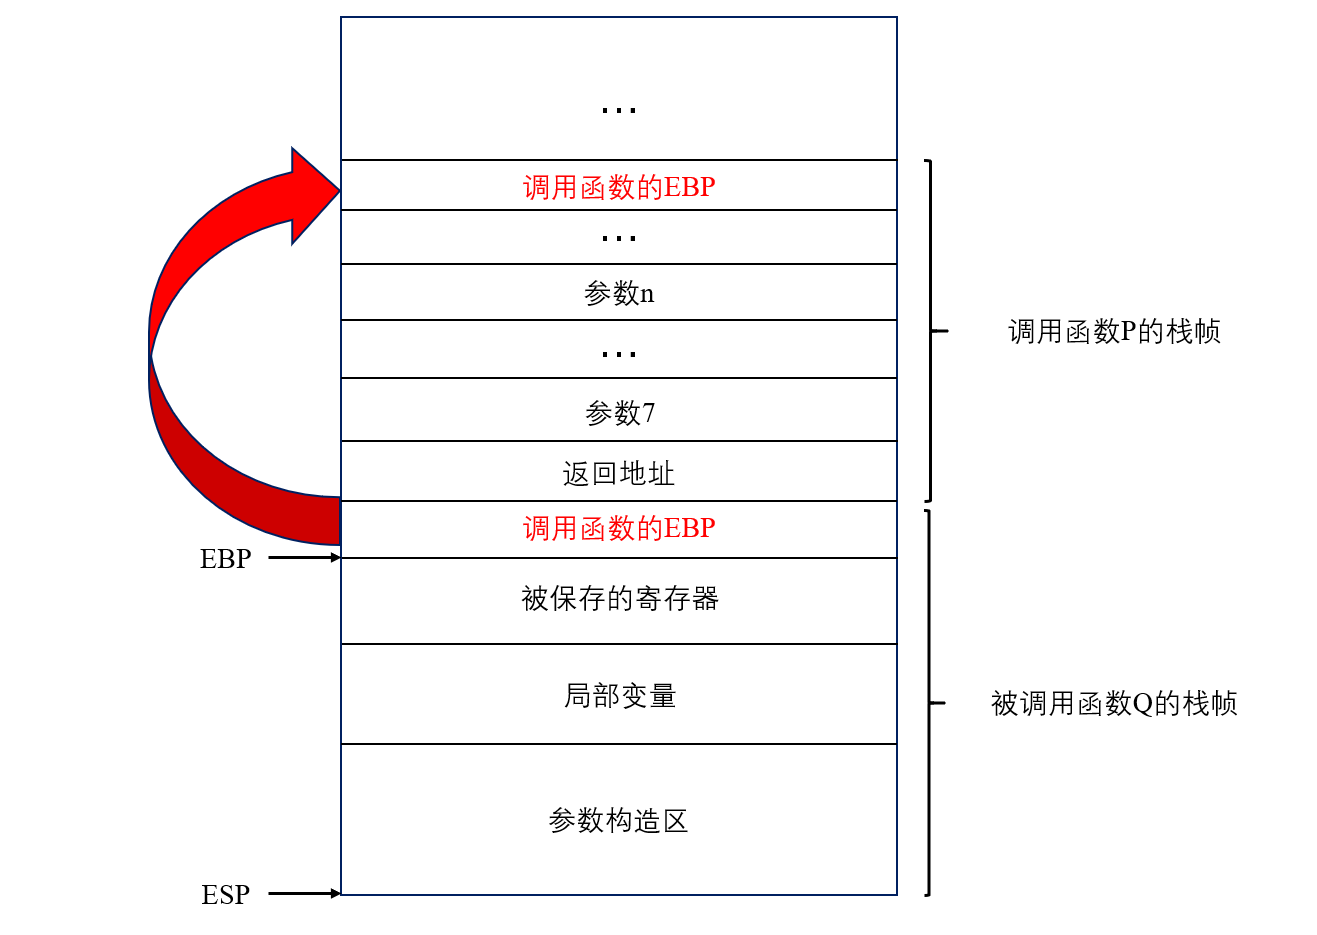 ...
调用函数的EBP
...
参数n
调用函数P的栈帧
...
参数7
返回地址
调用函数的EBP
EBP
被保存的寄存器
局部变量
被调用函数Q的栈帧
参数构造区
ESP